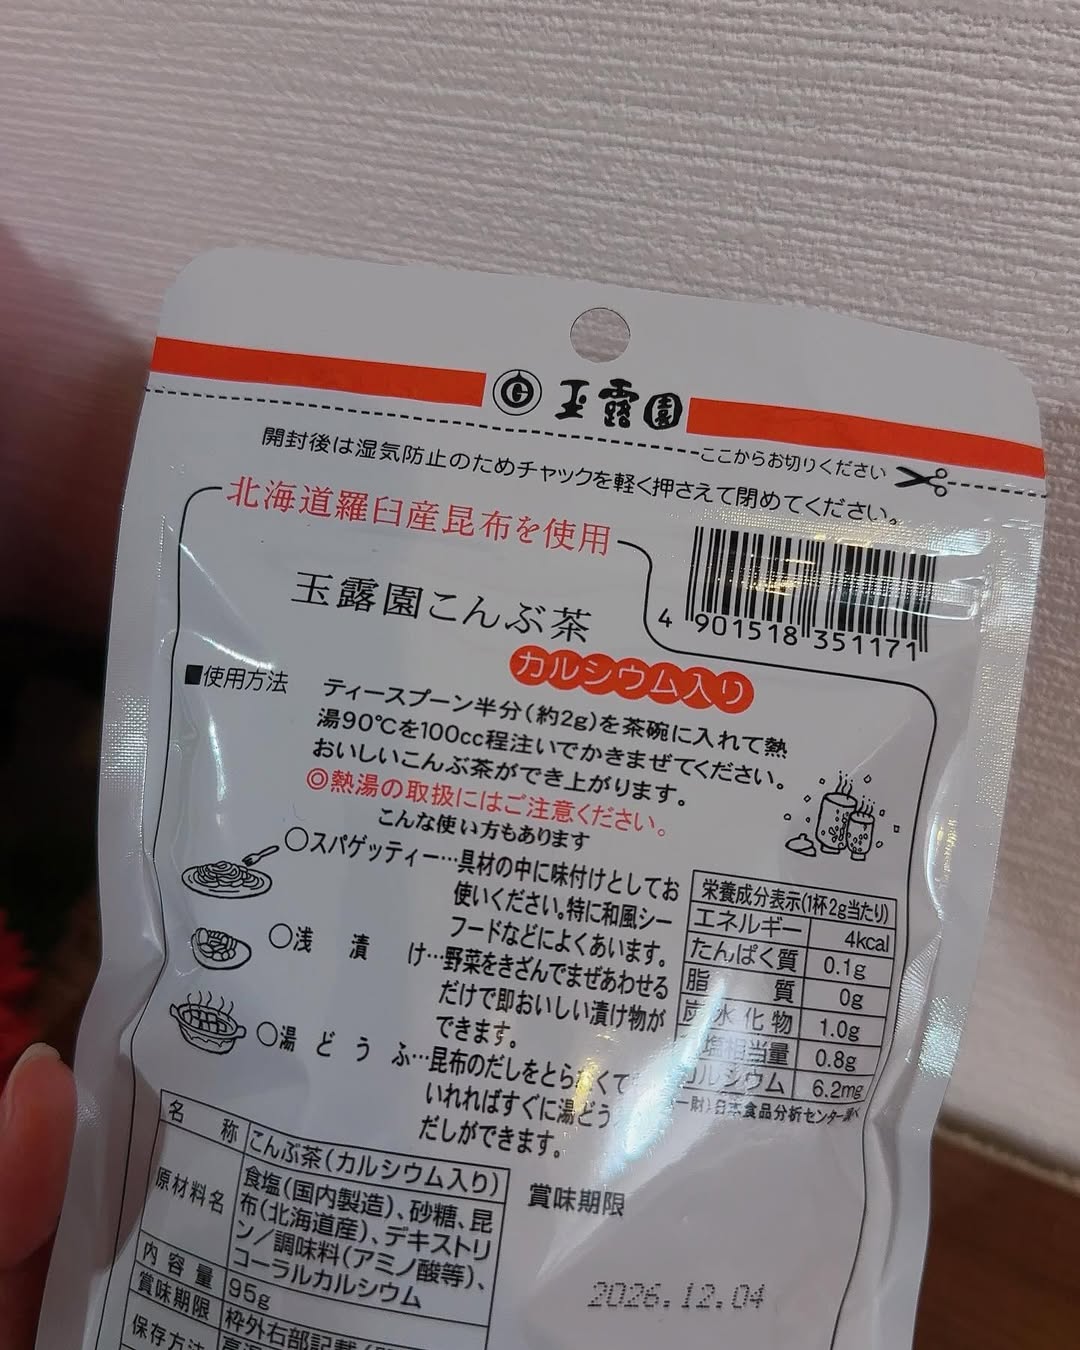 玉露園
ここからお切りください
開封後は湿気防止のためチャックを軽く押さえて閉めてください。
北海道羅臼産昆布を使用
4 901518 351171
玉露園こんぶ茶
カルシウム入り
■使用方法
ティースプーン半分(約2g)を茶碗に入れて熱
湯90℃を100cc程注いでかきまぜてください。
おいしいこんぶ茶ができ上がります。
◎熱湯の取扱にはご注意ください。
こんな使い方もあります
○スパゲッティー…具材の中に味付けとしてお
使いください。特に和風シー
フードなどによくあいます。
○浅漬け…野菜をきざんでまぜあわせる
だけで即おいしい漬け物が
できます。
○湯どうふ…昆布のだしをとらなくて
いれればすぐに湯どう
だしができます。
栄養成分表示(1杯2g当たり)
エネルギー 4kcal
たんぱく質 0.1g
脂質 0g
炭水化物 1.0g
塩相当量 0.8g
カルシウム 6.2mg
一財)日本食品分析センター調べ
名称 こんぶ茶(カルシウム入り)
原材料名 食塩(国内製造)、砂糖、昆
布(北海道産)、デキストリ
ン/調味料(アミノ酸等)、
コーラルカルシウム
内容量 95g
賞味期限 枠外右部記載
保存方法
賞味期限
2026.12.04